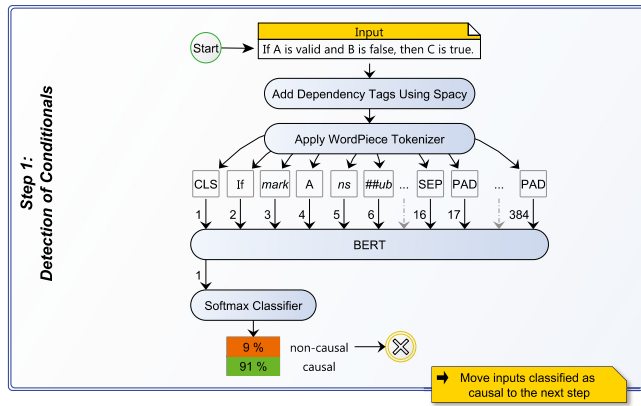 Step 1:
Detection of Conditionals
Start
Input
If A is valid and B is false, then C is true.
Add Dependency Tags Using Spacy
Apply WordPiece Tokenizer
CLS If mark A ns ##ub ... SEP PAD ... PAD
1 2 3 4 5 6 16 17 384
BERT
1
Softmax Classifier
9 % non-causal
91 % causal
Move inputs classified as
causal to the next step